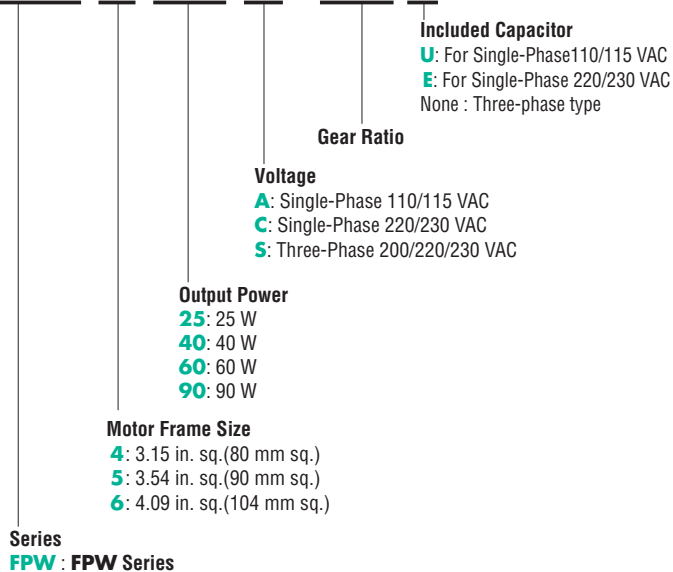 Included Capacitor
U: For Single-Phase110/115 VAC
E: For Single-Phase 220/230 VAC
None : Three-phase type
Gear Ratio
Voltage
A: Single-Phase 110/115 VAC
C: Single-Phase 220/230 VAC
S: Three-Phase 200/220/230 VAC
Output Power
25: 25 W
40: 40 W
60: 60 W
90: 90 W
Motor Frame Size
4: 3.15 in. sq.(80 mm sq.)
5: 3.54 in. sq.(90 mm sq.)
6: 4.09 in. sq.(104 mm sq.)
Series
FPW : FPW Series